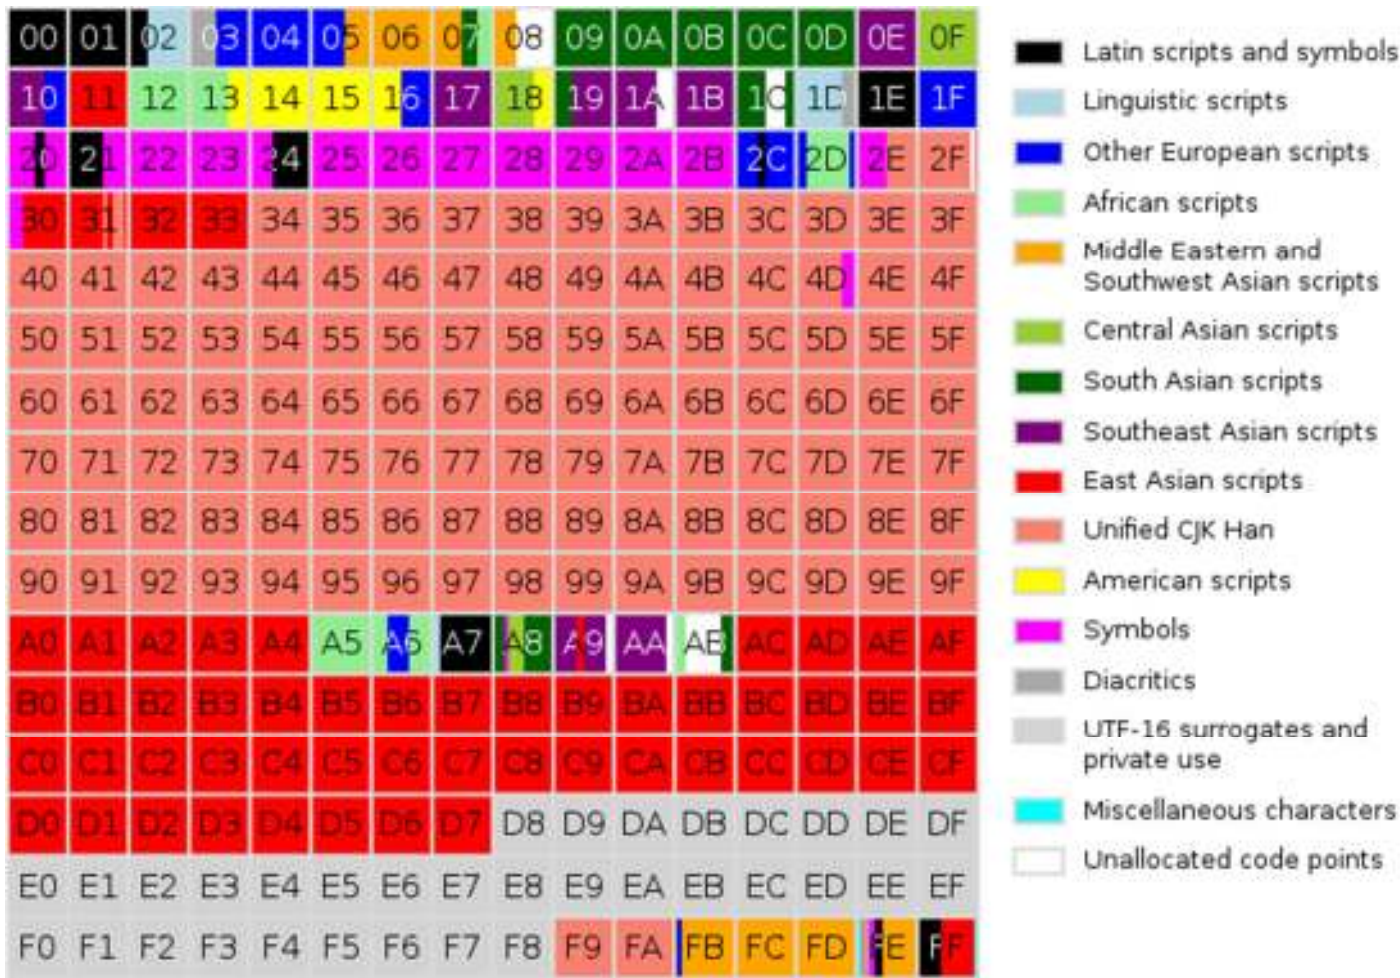 00 01 02 03 04 05 06 07 08 09 0A 0B 0C 0D 0E 0F
10 11 12 13 14 15 16 17 18 19 1A 1B 1C 1D 1E 1F
20 21 22 23 24 25 26 27 28 29 2A 2B 2C 2D 2E 2F
30 31 32 33 34 35 36 37 38 39 3A 3B 3C 3D 3E 3F
40 41 42 43 44 45 46 47 48 49 4A 4B 4C 4D 4E 4F
50 51 52 53 54 55 56 57 58 59 5A 5B 5C 5D 5E 5F
60 61 62 63 64 65 66 67 68 69 6A 6B 6C 6D 6E 6F
70 71 72 73 74 75 76 77 78 79 7A 7B 7C 7D 7E 7F
80 81 82 83 84 85 86 87 88 89 8A 8B 8C 8D 8E 8F
90 91 92 93 94 95 96 97 98 99 9A 9B 9C 9D 9E 9F
A0 A1 A2 A3 A4 A5 A6 A7 A8 A9 AA AB AC AD AE AF
B0 B1 B2 B3 B4 B5 B6 B7 B8 B9 BA BB BC BD BE BF
C0 C1 C2 C3 C4 C5 C6 C7 C8 C9 CA CB CC CD CE CF
D0 D1 D2 D3 D4 D5 D6 D7 D8 D9 DA DB DC DD DE DF
E0 E1 E2 E3 E4 E5 E6 E7 E8 E9 EA EB EC ED EE EF
F0 F1 F2 F3 F4 F5 F6 F7 F8 F9 FA FB FC FD FE FF
Latin scripts and symbols
Linguistic scripts
Other European scripts
African scripts
Middle Eastern and
Southwest Asian scripts
Central Asian scripts
South Asian scripts
Southeast Asian scripts
East Asian scripts
Unified CJK Han
American scripts
Symbols
Diacritics
UTF-16 surrogates and
private use
Miscellaneous characters
Unallocated code points